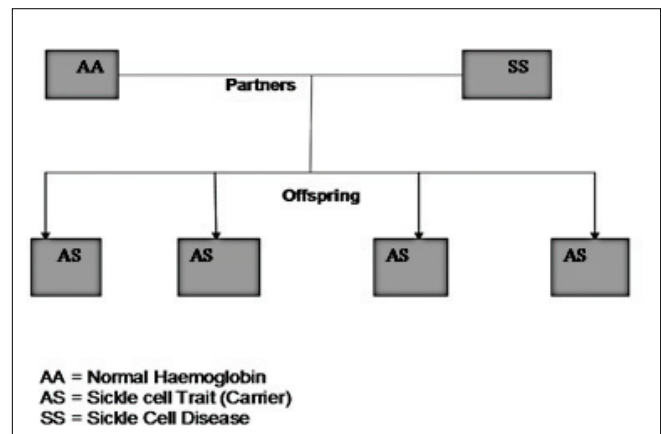 AA SS
Partners
Offspring
AS AS AS AS
AA = Normal Haemoglobin
AS = Sickle cell Trait (Carrier)
SS = Sickle Cell Disease